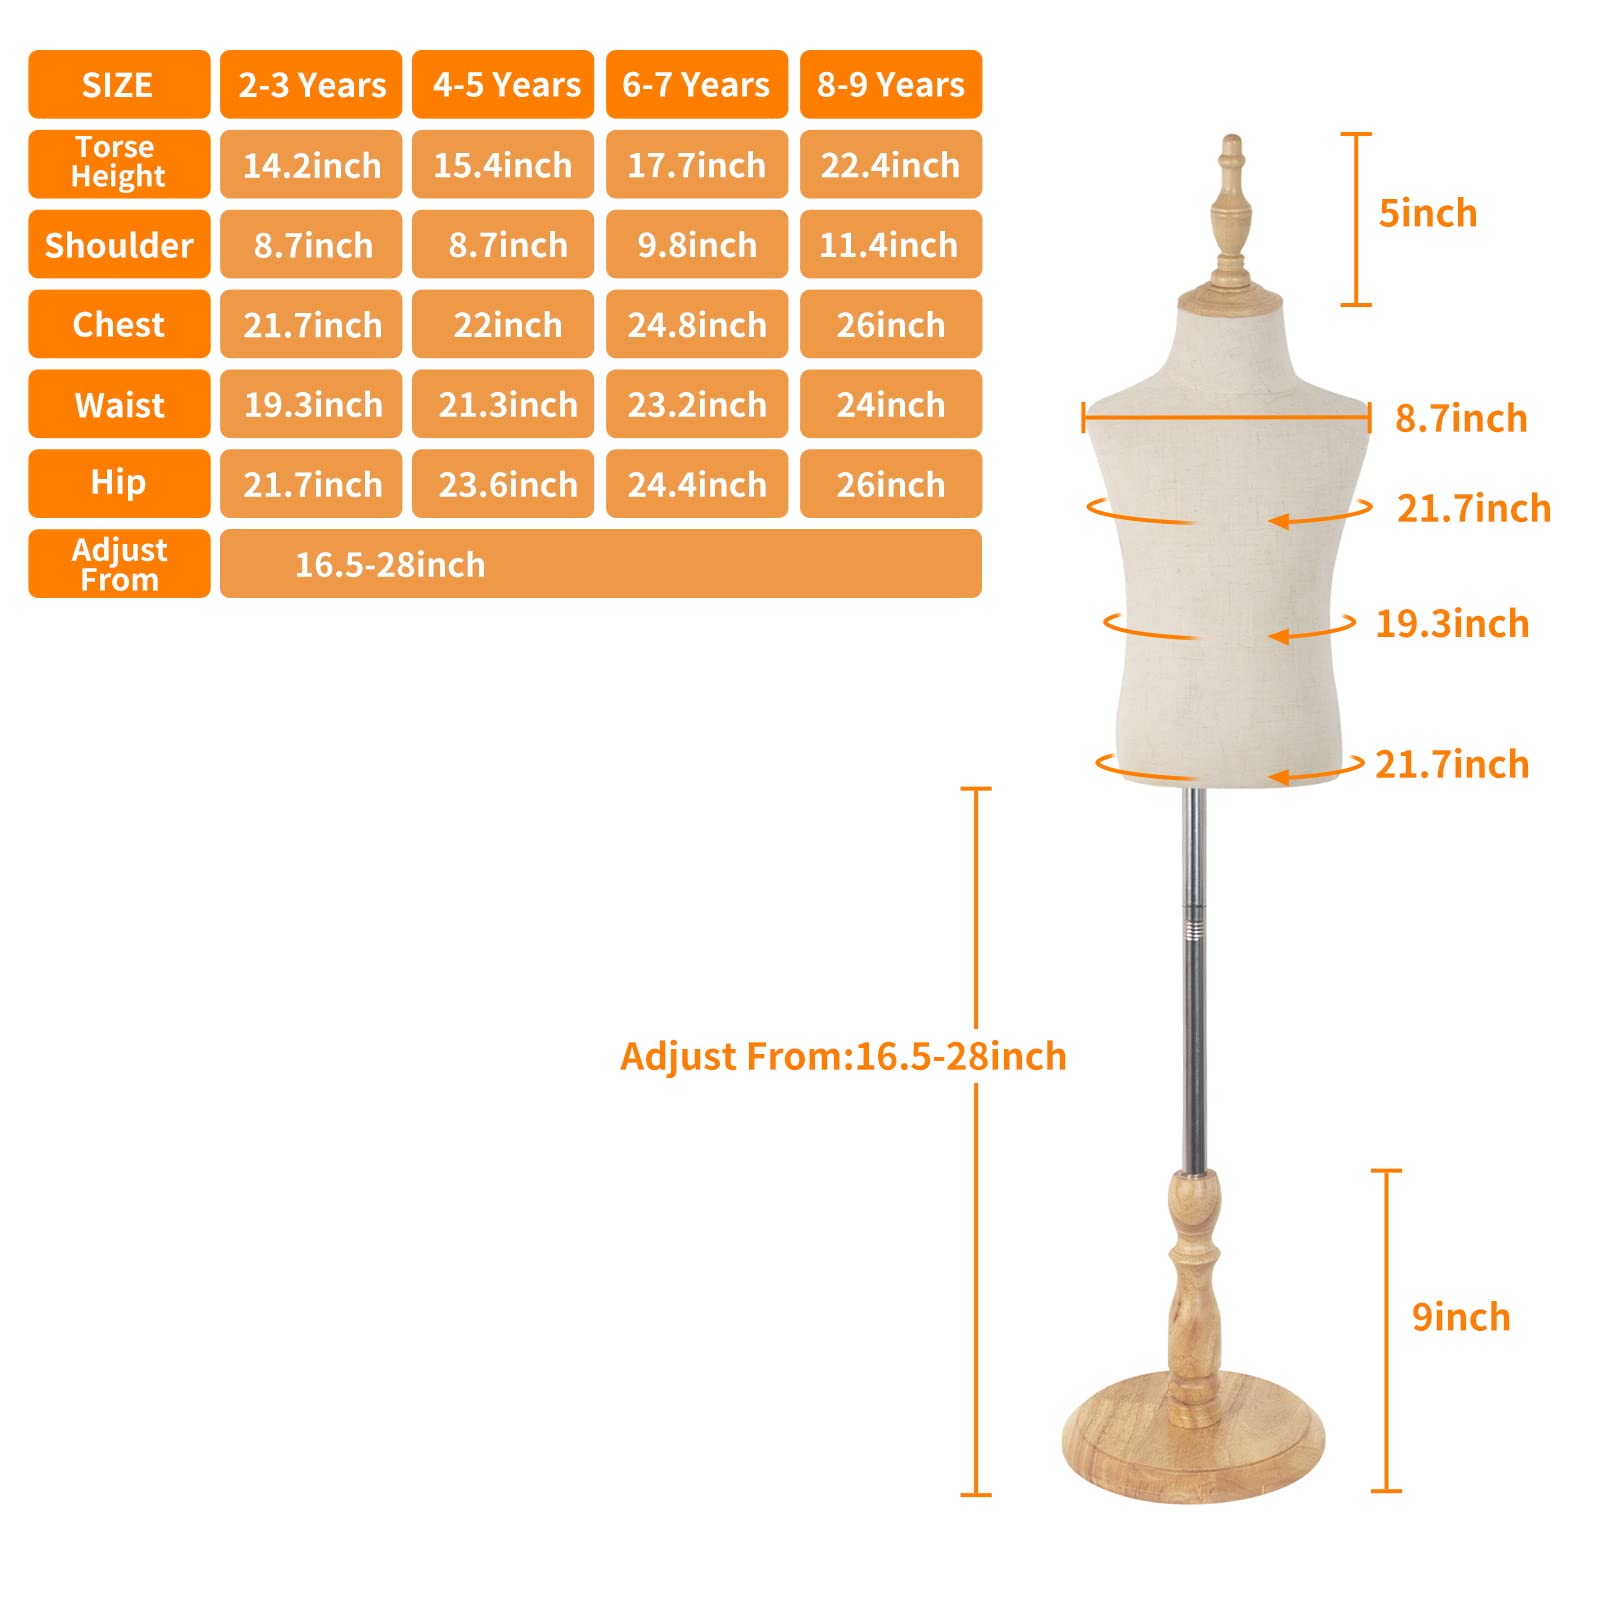 SIZE 2-3 Years 4-5 Years 6-7 Years 8-9 Years
Torse
Height 14.2inch 15.4inch 17.7inch 22.4inch
Shoulder 8.7inch 8.7inch 9.8inch 11.4inch
Chest 21.7inch 22inch 24.8inch 26inch
Waist 19.3inch 21.3inch 23.2inch 24inch
Hip 21.7inch 23.6inch 24.4inch 26inch
Adjust
From 16.5-28inch
5inch
8.7inch
21.7inch
19.3inch
21.7inch
Adjust From:16.5-28inch
9inch